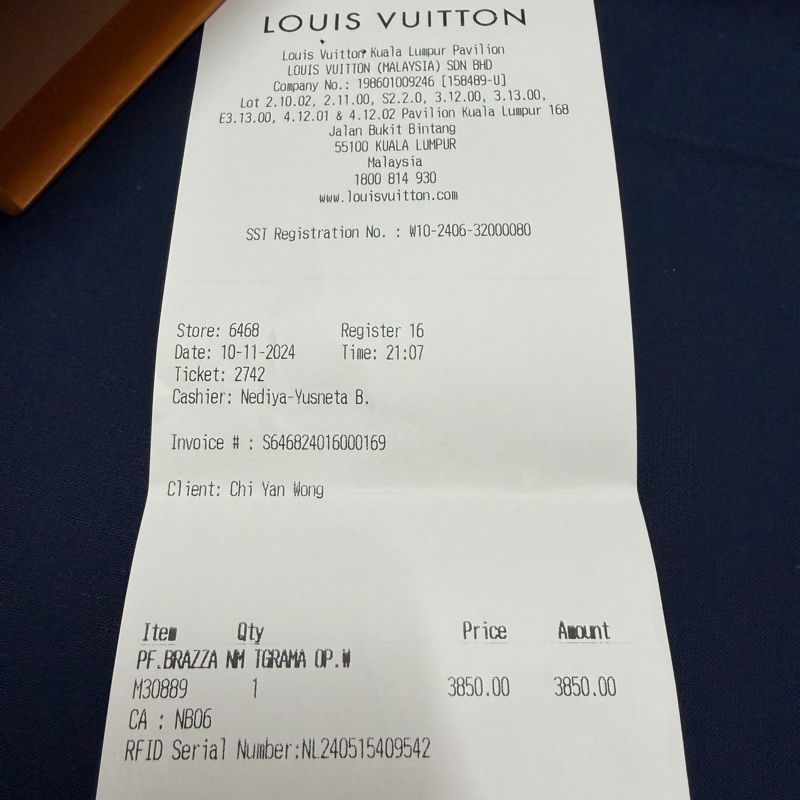 LOUIS VUITTON
Louis Vuitton Kuala Lumpur Pavilion
LOUIS VUITTON (MALAYSIA) SDN BHD
Company No.: 198601009246 [158489-U]
Lot 2.10.02, 2.11.00, S2.2.0, 3.12.00, 3.13.00,
E3.13.00, 4.12.01 & 4.12.02 Pavilion Kuala Lumpur 168
Jalan Bukit Bintang
55100 KUALA LUMPUR
Malaysia
1800 814 930
www.louisvuitton.com
SST Registration No. : W10-2406-32000080
Store: 6468 Register 16
Date: 10-11-2024 Time: 21:07
Ticket: 2742
Cashier: Nediya-Yusneta B.
Invoice # : S646824016000169
Client: Chi Yan Wong
Item Qty Price Amount
PF.BRAZZA NM TGRAMA OP.W
M30889 1 3850.00 3850.00
CA : NB06
RFID Serial Number:NL240515409542